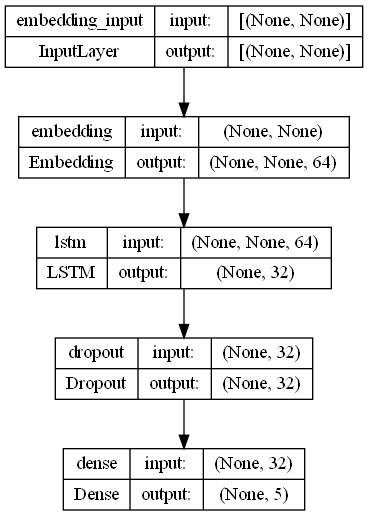 embedding_input input: [(None, None)]
InputLayer output: [(None, None)]
embedding input: (None, None)
Embedding output: (None, None, 64)
lstm input: (None, None, 64)
LSTM output: (None, 32)
dropout input: (None, 32)
Dropout output: (None, 32)
dense input: (None, 32)
Dense output: (None, 5)